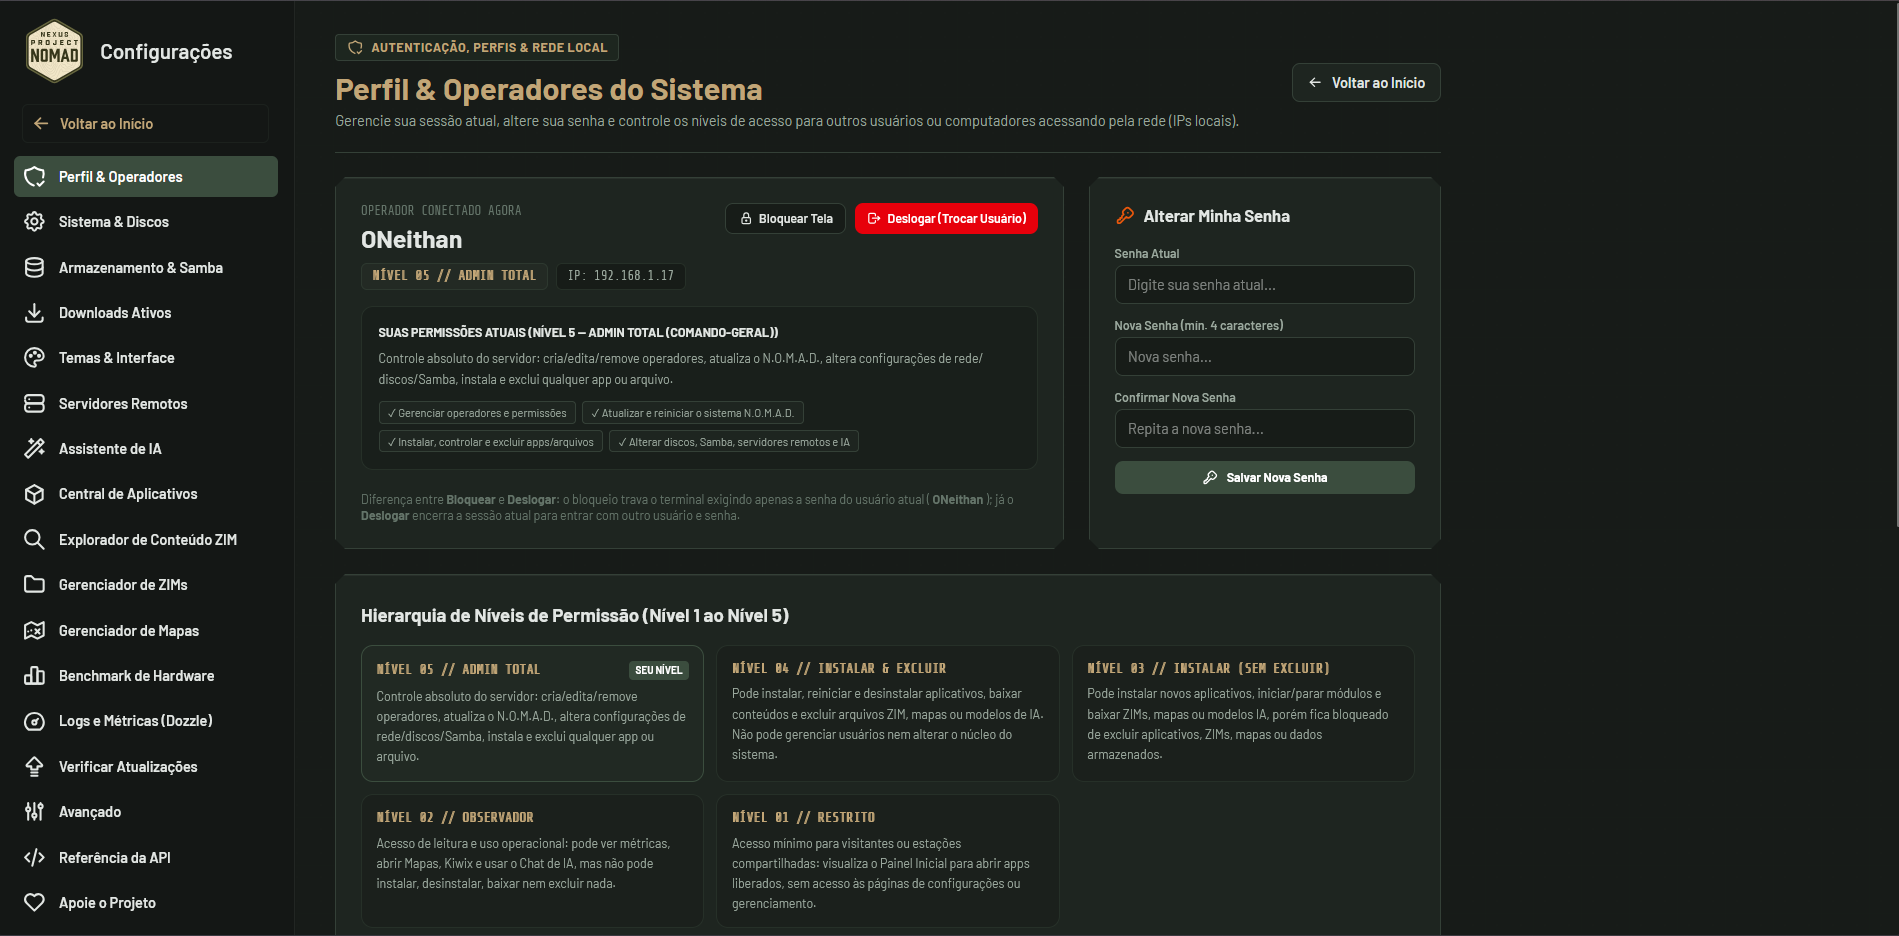 NEXUS
PROJECT
NOMAD
Configurações
Voltar ao Início
Perfil & Operadores
Sistema & Discos
Armazenamento & Samba
Downloads Ativos
Temas & Interface
Servidores Remotos
Assistente de IA
Central de Aplicativos
Explorador de Conteúdo ZIM
Gerenciador de ZIMs
Gerenciador de Mapas
Benchmark de Hardware
Logs e Métricas (Dozzle)
Verificar Atualizações
Avançado
Referência da API
Apoie o Projeto
AUTENTICAÇÃO, PERFIS & REDE LOCAL
Perfil & Operadores do Sistema
Gerencie sua sessão atual, altere sua senha e controle os níveis de acesso para outros usuários ou computadores acessando pela rede (IPs locais).
Voltar ao Início
OPERADOR CONECTADO AGORA
ONeithan
Bloquear Tela
Deslogar (Trocar Usuário)
NÍVEL 05 // ADMIN TOTAL
IP: 192.168.1.17
SUAS PERMISSÕES ATUAIS (NÍVEL 5 — ADMIN TOTAL (COMANDO-GERAL))
Controle absoluto do servidor: cria/edita/remove operadores, atualiza o N.O.M.A.D., altera configurações de rede/
discos/Samba, instala e exclui qualquer app ou arquivo.
✓ Gerenciar operadores e permissões
✓ Atualizar e reiniciar o sistema N.O.M.A.D.
✓ Instalar, controlar e excluir apps/arquivos
✓ Alterar discos, Samba, servidores remotos e IA
Diferença entre Bloquear e Deslogar: o bloqueio trava o terminal exigindo apenas a senha do usuário atual ( ONeithan ); já o
Deslogar encerra a sessão atual para entrar com outro usuário e senha.
Alterar Minha Senha
Senha Atual
Digite sua senha atual...
Nova Senha (mín. 4 caracteres)
Nova senha...
Confirmar Nova Senha
Repita a nova senha...
Salvar Nova Senha
Hierarquia de Níveis de Permissão (Nível 1 ao Nível 5)
NÍVEL 05 // ADMIN TOTAL
SEU NÍVEL
Controle absoluto do servidor: cria/edita/remove
operadores, atualiza o N.O.M.A.D., altera configurações de
rede/discos/Samba, instala e exclui qualquer app ou
arquivo.
NÍVEL 04 // INSTALAR & EXCLUIR
Pode instalar, reiniciar e desinstalar aplicativos, baixar
conteúdos e excluir arquivos ZIM, mapas ou modelos de IA.
Não pode gerenciar usuários nem alterar o núcleo do
sistema.
NÍVEL 03 // INSTALAR (SEM EXCLUIR)
Pode instalar novos aplicativos, iniciar/parar módulos e
baixar ZIMs, mapas ou modelos IA, porém fica bloqueado
de excluir aplicativos, ZIMs, mapas ou dados
armazenados.
NÍVEL 02 // OBSERVADOR
Acesso de leitura e uso operacional: pode ver métricas,
abrir Mapas, Kiwix e usar o Chat de IA, mas não pode
instalar, desinstalar, baixar nem excluir nada.
NÍVEL 01 // RESTRITO
Acesso mínimo para visitantes ou estações
compartilhadas: visualiza o Painel Inicial para abrir apps
liberados, sem acesso às páginas de configurações ou
gerenciamento.